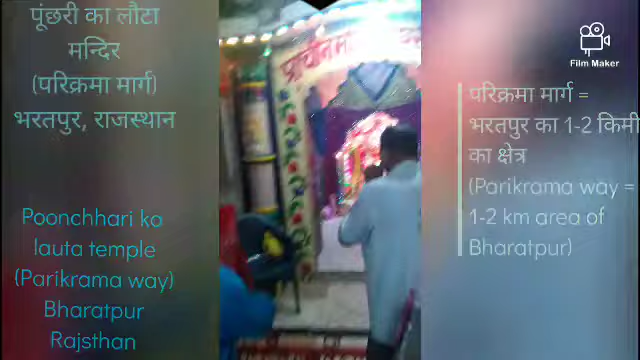 पूंछरी का लौटा
मन्दिर
(परिक्रमा मार्ग)
भरतपुर, राजस्थान
Poonchhari ka
lauta temple
(Parikrama way)
Bharatpur
Rajsthan
प्राचीन
Film Maker
परिक्रमा मार्ग =
भरतपुर का 1-2 किमी
का क्षेत्र
(Parikrama way =
1-2 km area of
Bharatpur)